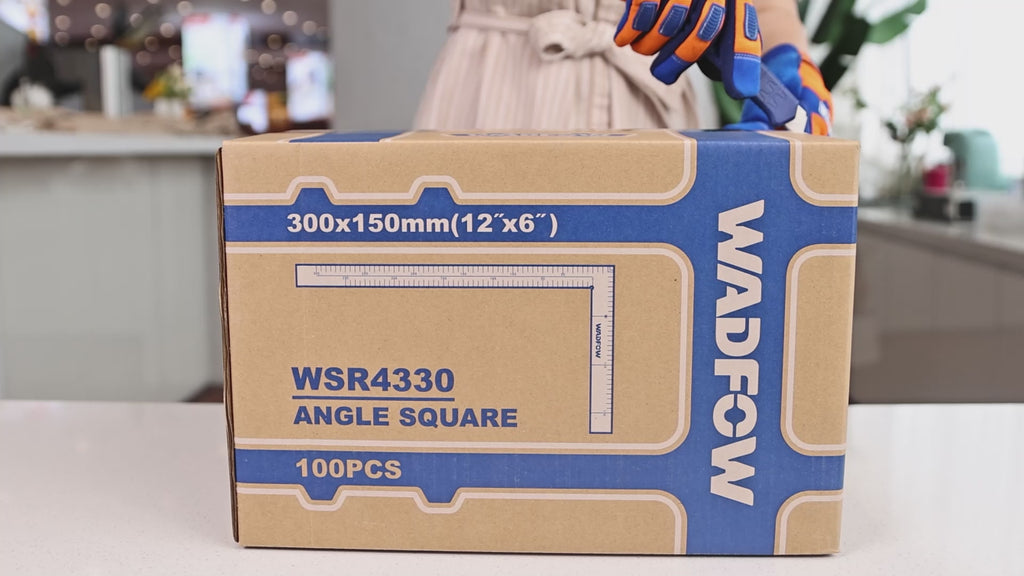 300x150mm(12″x6″)
WADFOW
WADFOW
WSR4330
ANGLE SQUARE
100PCS